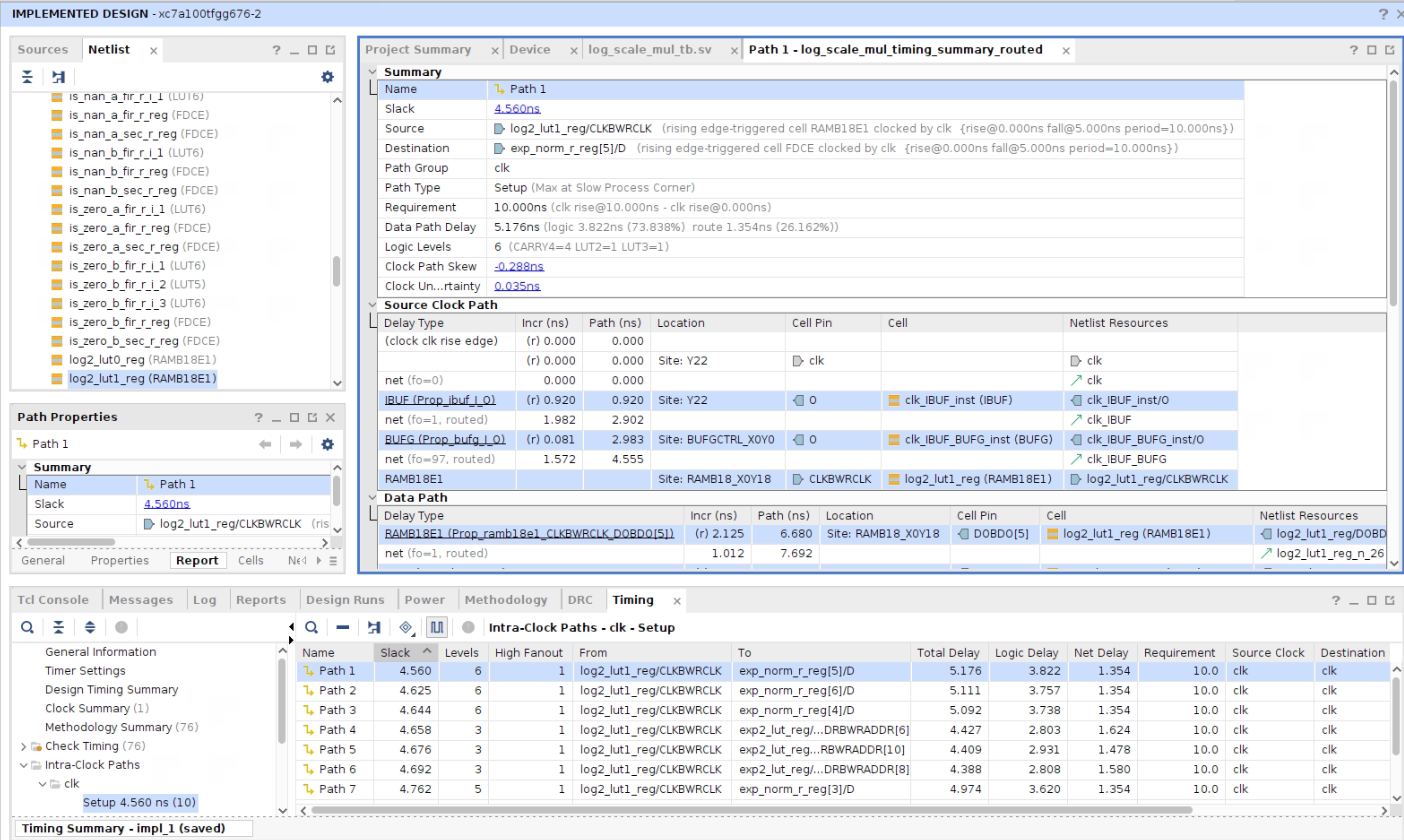 IMPLEMENTED DESIGN - xc7a100tfgg676-2
Sources Netlist
is_nan_a_fir_r_i_1 (LUT6)
is_nan_a_fir_r_reg (FDCE)
is_nan_a_sec_r_reg (FDCE)
is_nan_b_fir_r_i_1 (LUT6)
is_nan_b_fir_r_reg (FDCE)
is_nan_b_sec_r_reg (FDCE)
is_zero_a_fir_r_i_1 (LUT6)
is_zero_a_fir_r_reg (FDCE)
is_zero_a_sec_r_reg (FDCE)
is_zero_b_fir_r_i_1 (LUT6)
is_zero_b_fir_r_i_2 (LUT5)
is_zero_b_fir_r_i_3 (LUT6)
is_zero_b_fir_r_reg (FDCE)
is_zero_b_sec_r_reg (FDCE)
log2_lut0_reg (RAMB18E1)
log2_lut1_reg (RAMB18E1)
Path Properties
Path 1
Summary
Name Path 1
Slack 4.560ns
Source log2_lut1_reg/CLKBWRCLK (ris
General Properties Report Cells
Project Summary Device log_scale_mul_tb.sv Path 1 - log_scale_mul_timing_summary_routed
Summary
Name Path 1
Slack 4.560ns
Source log2_lut1_reg/CLKBWRCLK (rising edge-triggered cell RAMB18E1 clocked by clk {rise@0.000ns fall@5.000ns period=10.000ns})
Destination exp_norm_r_reg[5]/D (rising edge-triggered cell FDCE clocked by clk {rise@0.000ns fall@5.000ns period=10.000ns})
Path Group clk
Path Type Setup (Max at Slow Process Corner)
Requirement 10.000ns (clk rise@10.000ns - clk rise@0.000ns)
Data Path Delay 5.176ns (logic 3.822ns (73.838%) route 1.354ns (26.162%))
Logic Levels 6 (CARRY4=4 LUT2=1 LUT3=1)
Clock Path Skew -0.288ns
Clock Un...rtainty 0.035ns
Source Clock Path
Delay Type Incr (ns) Path (ns) Location Cell Pin Cell Netlist Resources
(clock clk rise edge) (r) 0.000 0.000
(r) 0.000 0.000 Site: Y22 clk clk
net (fo=0) 0.000 0.000 clk
IBUF (Prop_ibuf_I_O) (r) 0.920 0.920 Site: Y22 O clk_IBUF_inst (IBUF) clk_IBUF_inst/O
net (fo=1, routed) 1.982 2.902 clk_IBUF
BUFG (Prop_bufg_I_O) (r) 0.081 2.983 Site: BUFGCTRL_X0Y0 O clk_IBUF_BUFG_inst (BUFG) clk_IBUF_BUFG_inst/O
net (fo=97, routed) 1.572 4.555 clk_IBUF_BUFG
RAMB18E1 Site: RAMB18_X0Y18 CLKBWRCLK log2_lut1_reg (RAMB18E1) log2_lut1_reg/CLKBWRCLK
Data Path
Delay Type Incr (ns) Path (ns) Location Cell Pin Cell Netlist Resources
RAMB18E1 (Prop_ramb18e1_CLKBWRCLK_DOBDO[5]) (r) 2.125 6.680 Site: RAMB18_X0Y18 DOBDO[5] log2_lut1_reg (RAMB18E1) log2_lut1_reg/DOBD
net (fo=1, routed) 1.012 7.692 log2_lut1_reg_n_26
Tcl Console Messages Log Reports Design Runs Power Methodology DRC Timing
General Information
Timer Settings
Design Timing Summary
Clock Summary (1)
Methodology Summary (76)
Check Timing (76)
Intra-Clock Paths
clk
Setup 4.560 ns (10)
Intra-Clock Paths - clk - Setup
Name Slack Levels High Fanout From To Total Delay Logic Delay Net Delay Requirement Source Clock Destination
Path 1 4.560 6 1 log2_lut1_reg/CLKBWRCLK exp_norm_r_reg[5]/D 5.176 3.822 1.354 10.0 clk clk
Path 2 4.625 6 1 log2_lut1_reg/CLKBWRCLK exp_norm_r_reg[6]/D 5.111 3.757 1.354 10.0 clk clk
Path 3 4.644 6 1 log2_lut1_reg/CLKBWRCLK exp_norm_r_reg[4]/D 5.092 3.738 1.354 10.0 clk clk
Path 4 4.658 3 1 log2_lut1_reg/CLKBWRCLK exp2_lut_reg/...DRBWRADDR[6] 4.427 2.803 1.624 10.0 clk clk
Path 5 4.676 3 1 log2_lut1_reg/CLKBWRCLK exp2_lut_reg...RBWRADDR[10] 4.409 2.931 1.478 10.0 clk clk
Path 6 4.692 3 1 log2_lut1_reg/CLKBWRCLK exp2_lut_reg/...DRBWRADDR[8] 4.388 2.808 1.580 10.0 clk clk
Path 7 4.762 5 1 log2_lut1_reg/CLKBWRCLK exp_norm_r_reg[3]/D 4.974 3.620 1.354 10.0 clk clk
Timing Summary - impl_1 (saved)